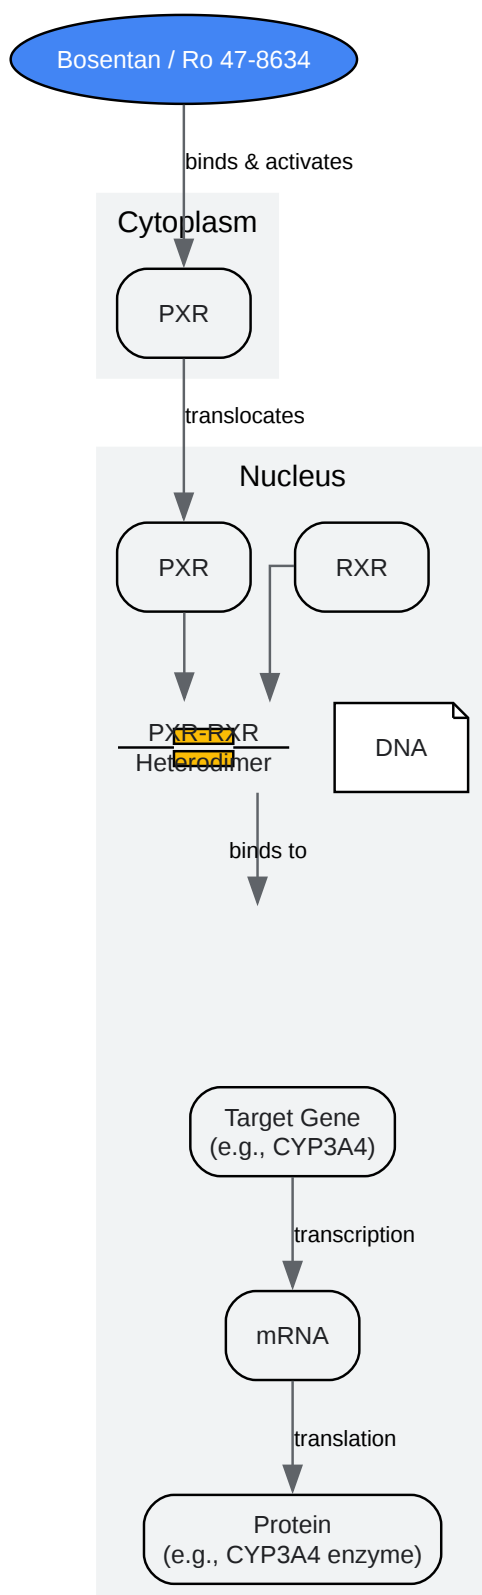 Bosentan / Ro 47-8634
binds & activates
Cytoplasm
PXR
translocates
Nucleus
PXR
RXR
PXR-RXR
Heterodimer
DNA
binds to
Target Gene
(e.g., CYP3A4)
transcription
mRNA
translation
Protein
(e.g., CYP3A4 enzyme)